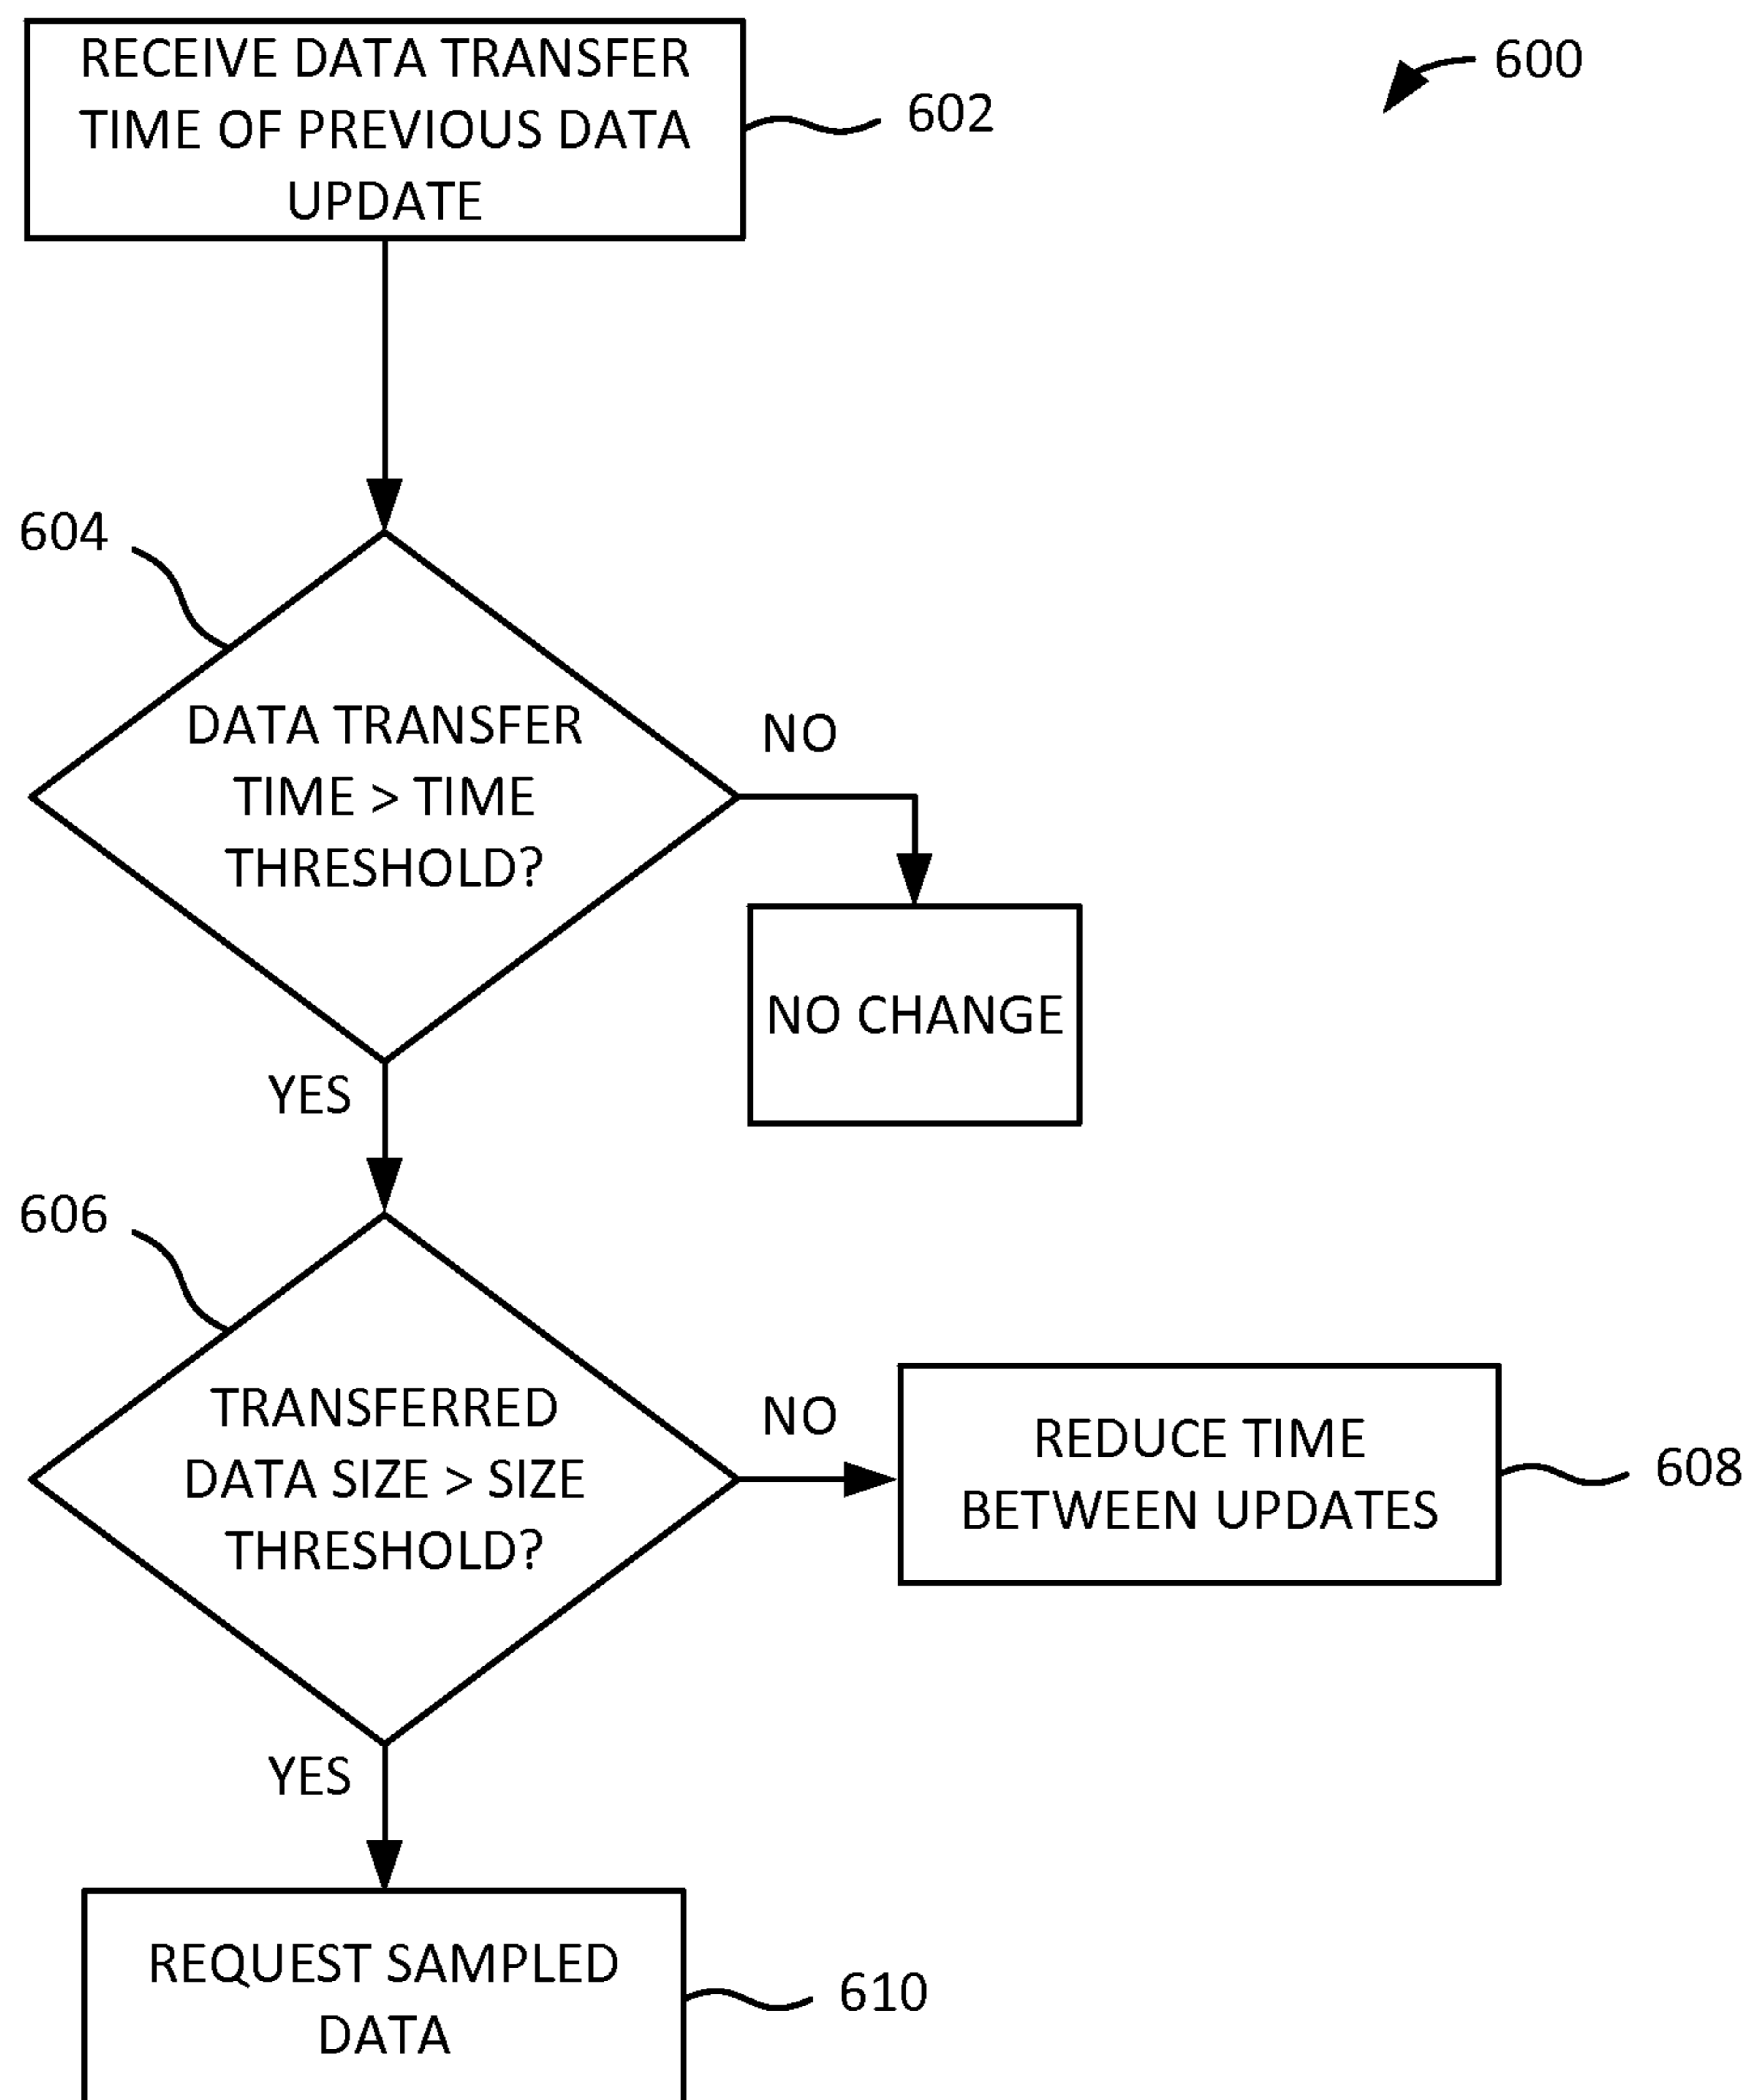 RECEIVE DATA TRANSFER
TIME OF PREVIOUS DATA
UPDATE
602
600
604
DATA TRANSFER
TIME > TIME
THRESHOLD?
NO
NO CHANGE
YES
606
TRANSFERRED
DATA SIZE > SIZE
THRESHOLD?
NO
REDUCE TIME
BETWEEN UPDATES
608
YES
REQUEST SAMPLED
DATA
610